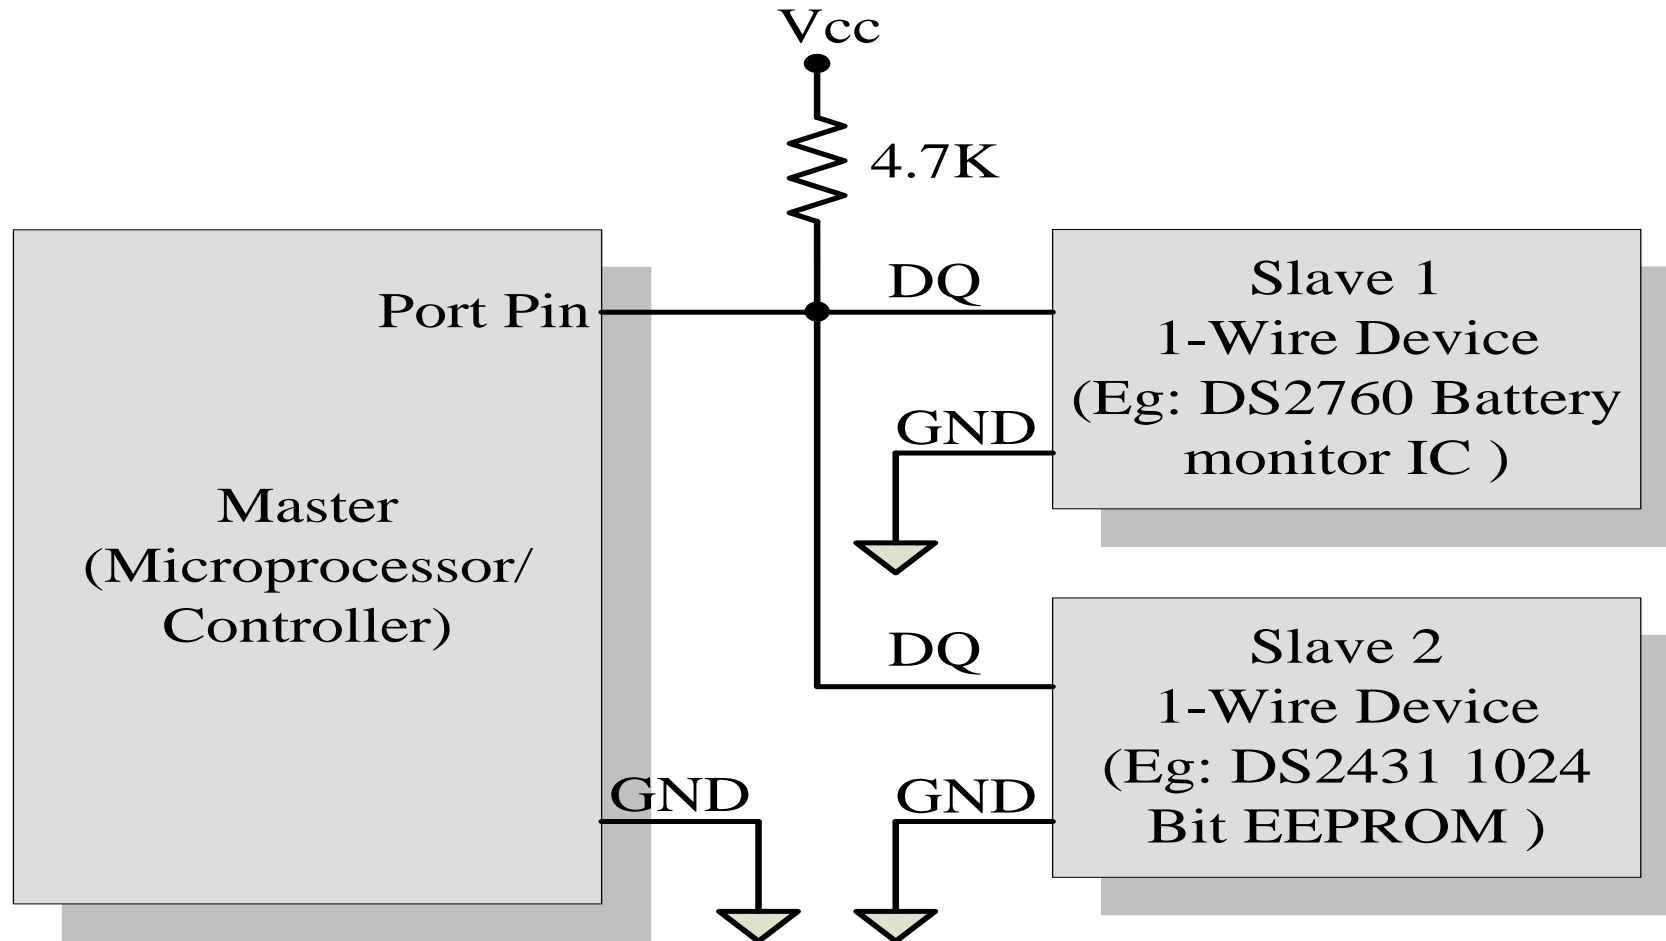 Vcc
4.7K
Port Pin
DQ
Slave 1
1-Wire Device
(Eg: DS2760 Battery
monitor IC )
GND
Master
(Microprocessor/
Controller)
DQ
Slave 2
1-Wire Device
(Eg: DS2431 1024
Bit EEPROM )
GND
GND